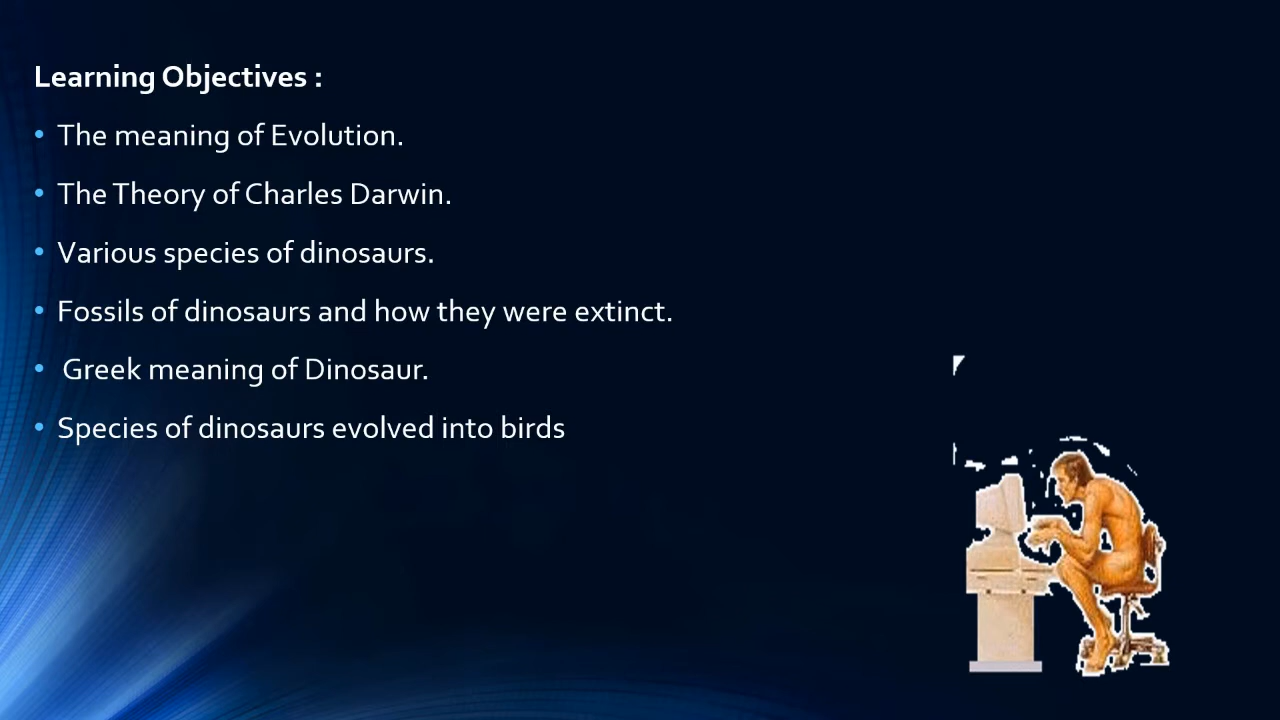 Learning Objectives :
• The meaning of Evolution.
• The Theory of Charles Darwin.
• Various species of dinosaurs.
• Fossils of dinosaurs and how they were extinct.
• Greek meaning of Dinosaur.
• Species of dinosaurs evolved into birds